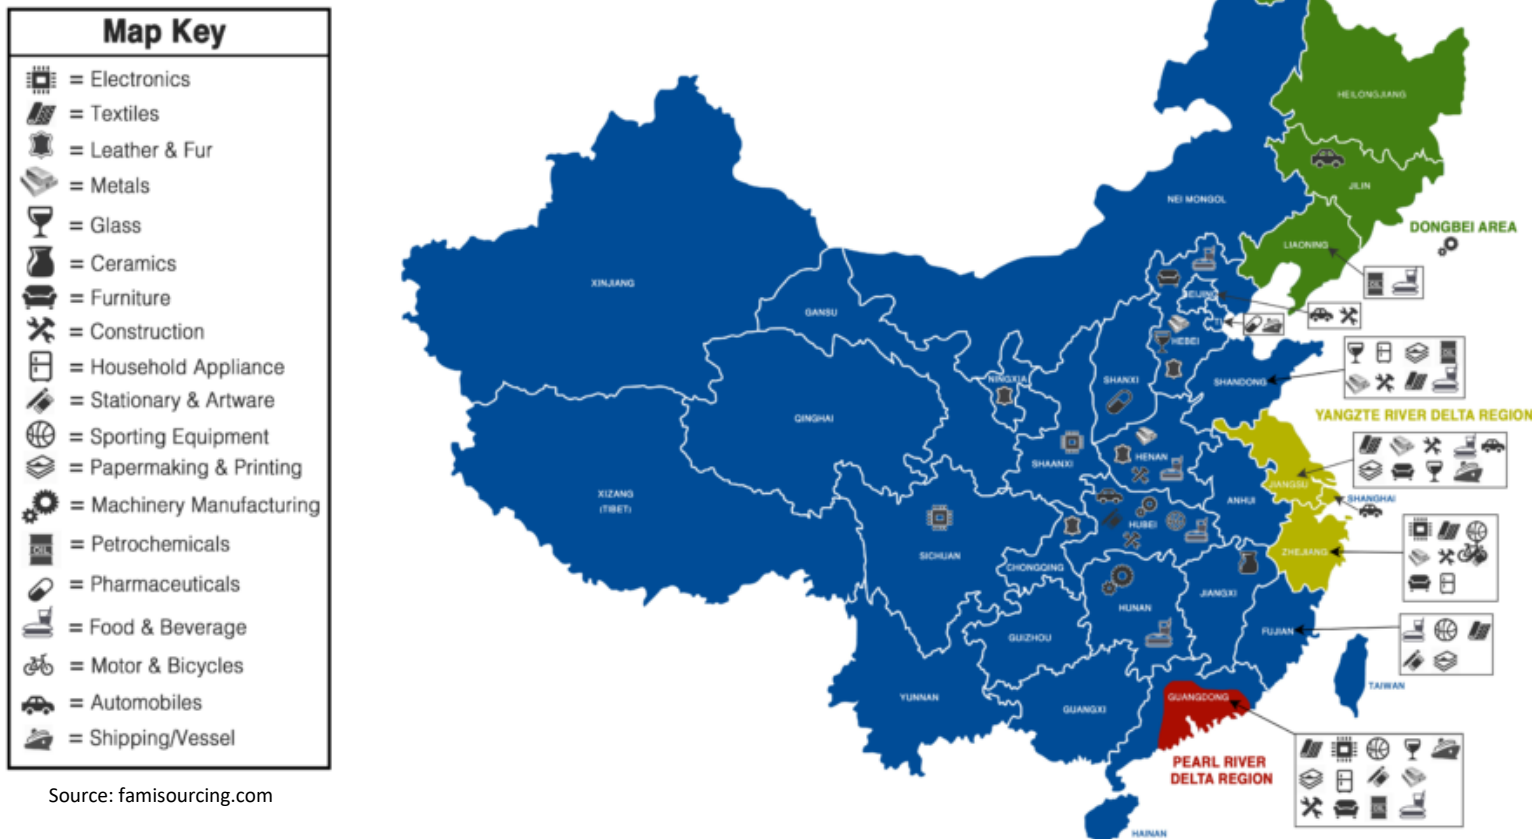 Map Key
= Electronics
= Textiles
= Leather & Fur
= Metals
= Glass
= Ceramics
= Furniture
= Construction
= Household Appliance
= Stationary & Artware
= Sporting Equipment
= Papermaking & Printing
= Machinery Manufacturing
OIL = Petrochemicals
= Pharmaceuticals
= Food & Beverage
= Motor & Bicycles
= Automobiles
= Shipping/Vessel
Source: famisourcing.com
HEILONGJIANG
JILIN
NEI MONGOL
DONGBEI AREA
LIAONING
OIL
XINJIANG
GANSU
BEIJING
HEBEI
NINGXIA
SHANXI
SHANDONG
OIL
QINGHAI
YANGZTE RIVER DELTA REGION
SHAANXI
HENAN
JIANGSU
SHANGHAI
XIZANG
(TIBET)
ANHUI
HUBEI
SICHUAN
CHONGQING
ZHEJIANG
JIANGXI
HUNAN
GUIZHOU
FUJIAN
TAIWAN
YUNNAN
GUANGXI
GUANGDONG
PEARL RIVER
DELTA REGION
OIL
HAINAN